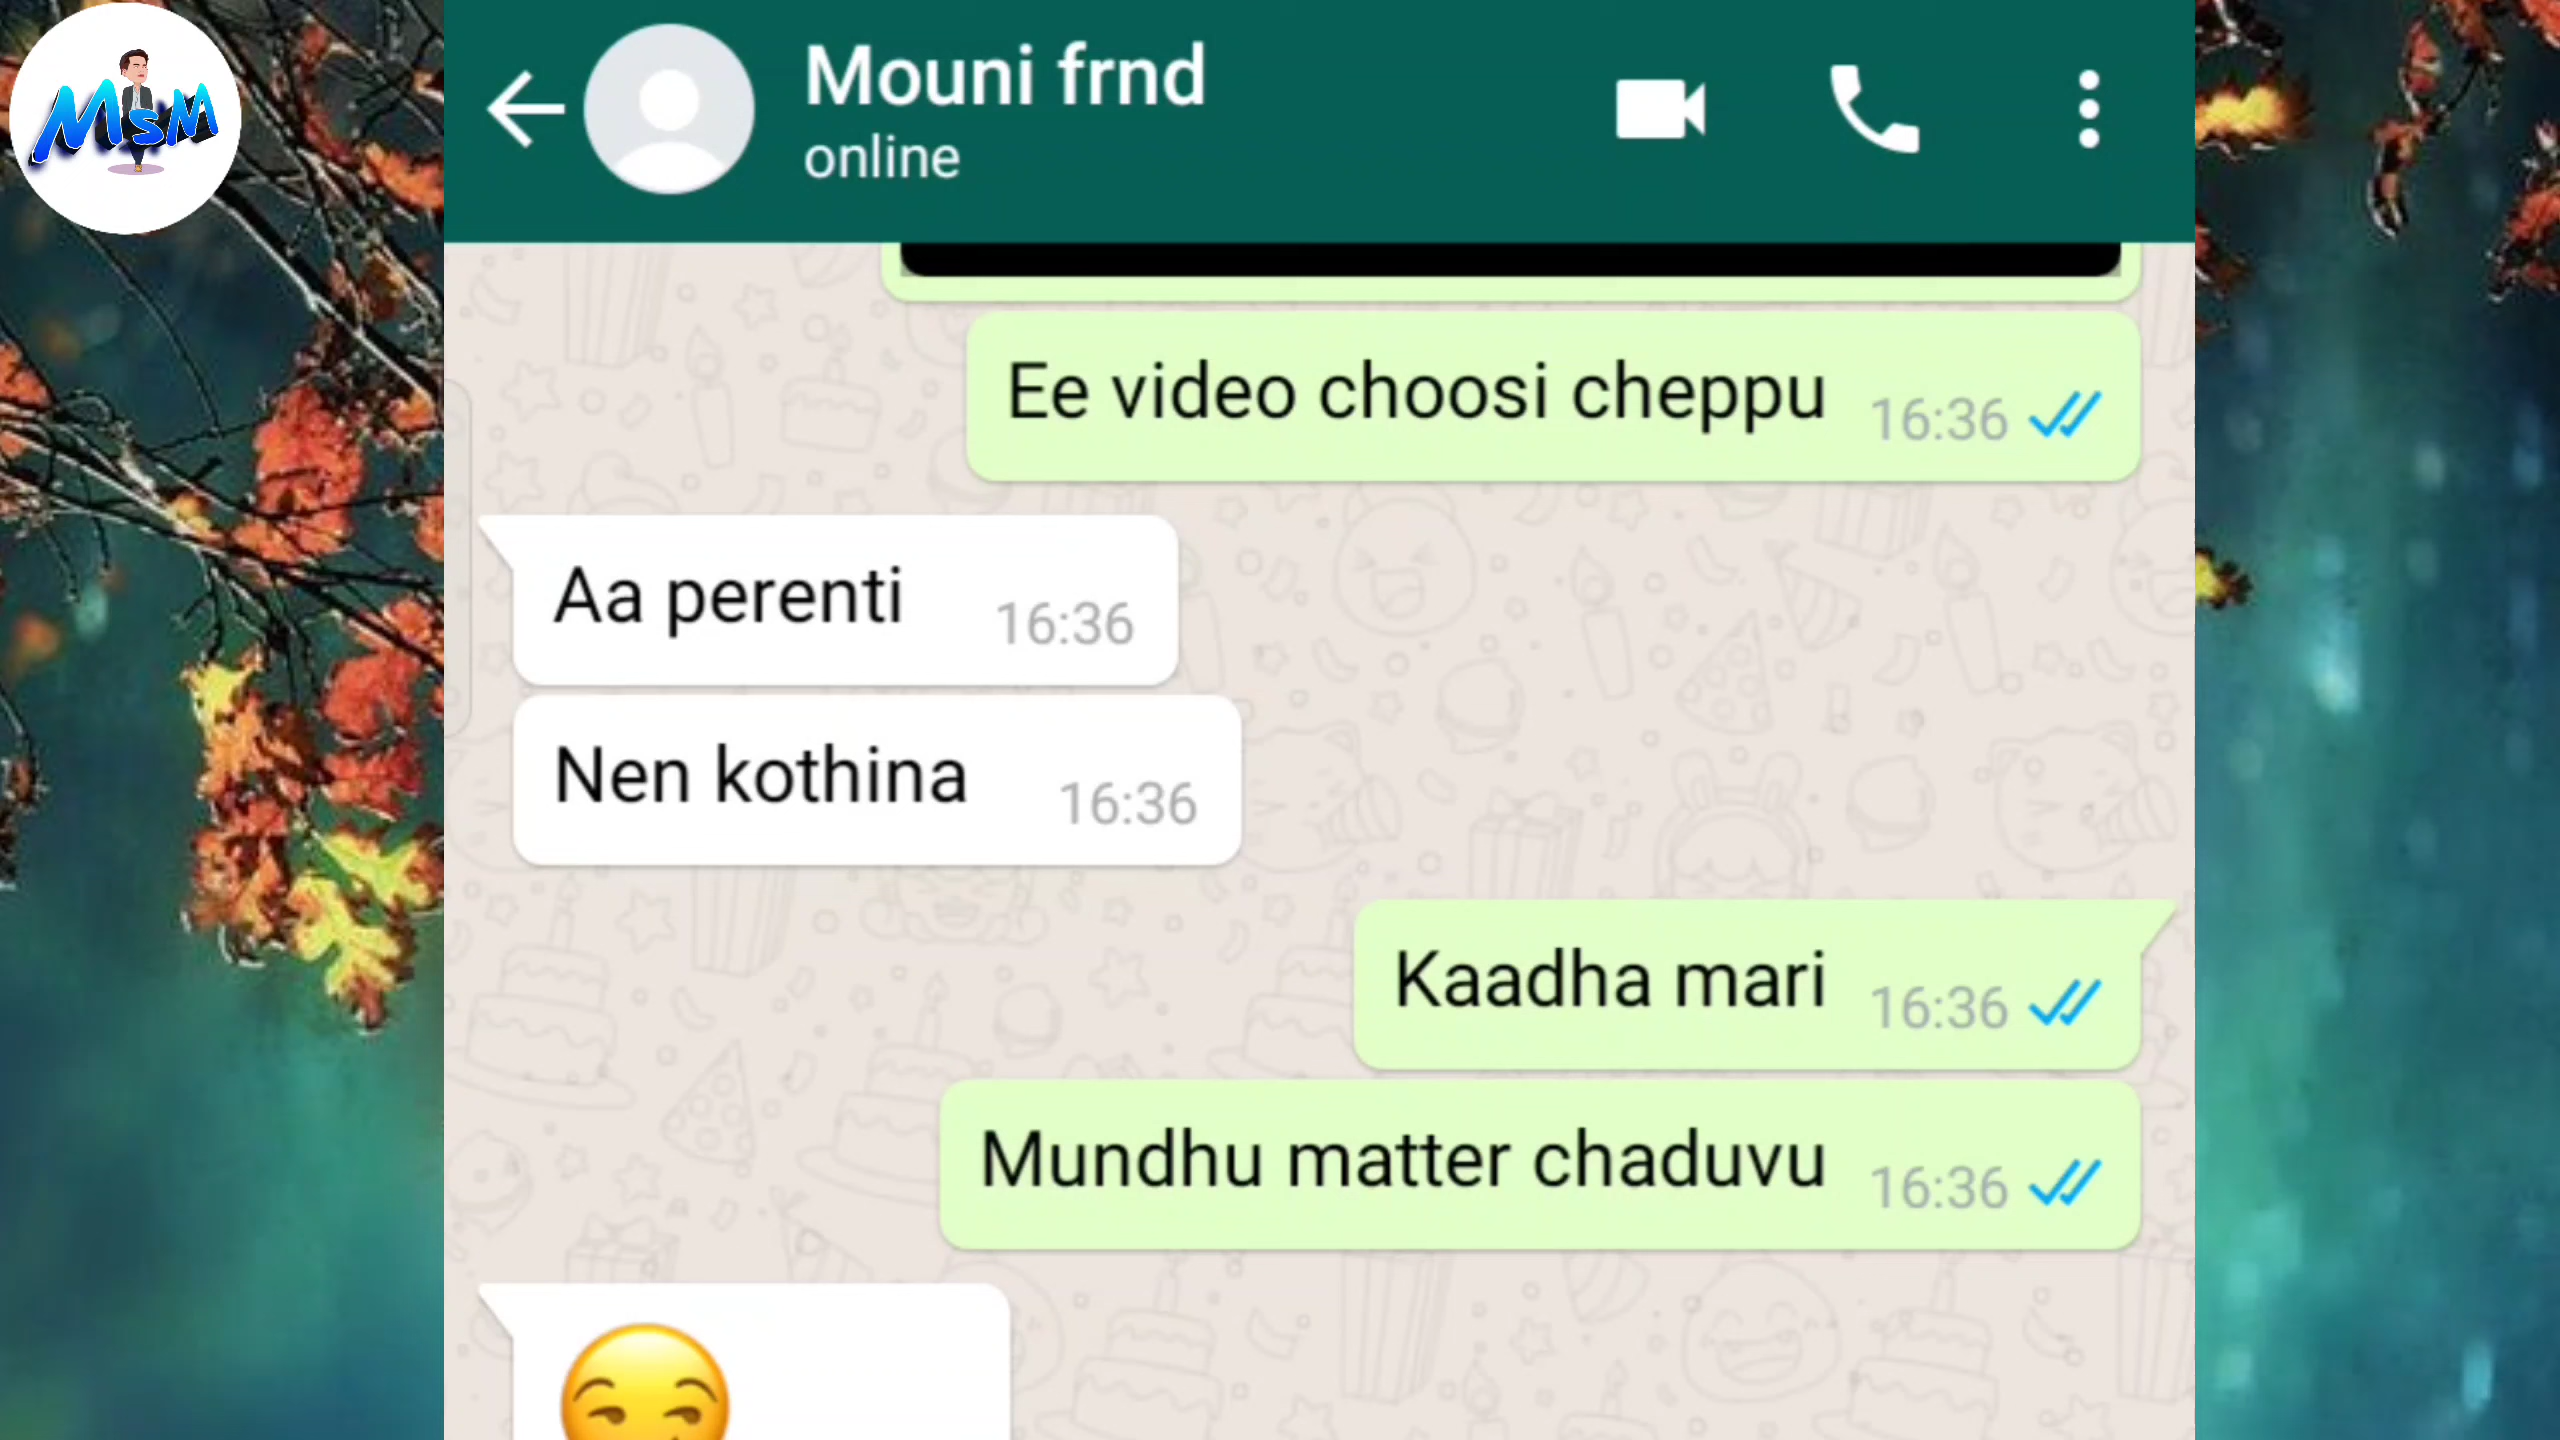 MSM
Mouni frnd
online
Ee video choosi cheppu 16:36
Aa perenti 16:36
Nen kothina 16:36
Kaadha mari 16:36
Mundhu matter chaduvu 16:36